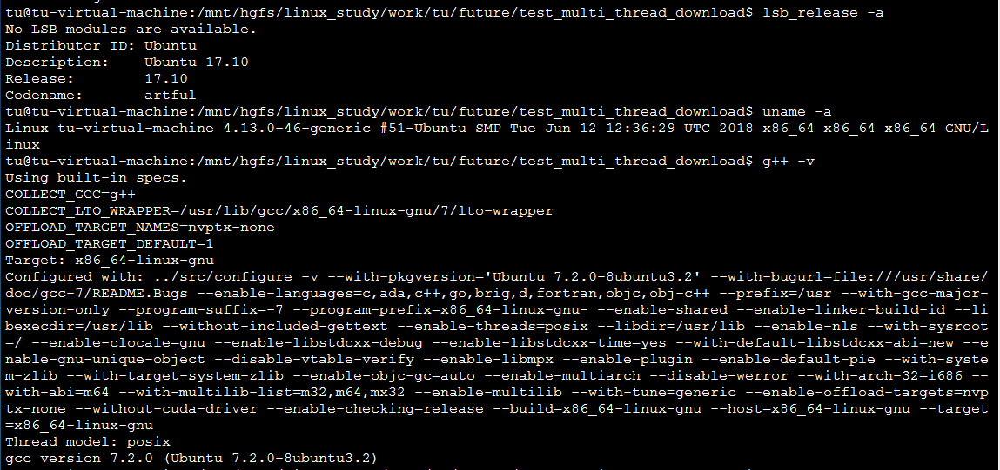 tu@tu-virtual-machine:/mnt/hgfs/linux_study/work/tu/future/test_multi_thread_download$ lsb_release -a
No LSB modules are available.
Distributor ID: Ubuntu
Description:    Ubuntu 17.10
Release:        17.10
Codename:       artful
tu@tu-virtual-machine:/mnt/hgfs/linux_study/work/tu/future/test_multi_thread_download$ uname -a
Linux tu-virtual-machine 4.13.0-46-generic #51-Ubuntu SMP Tue Jun 12 12:36:29 UTC 2018 x86_64 x86_64 x86_64 GNU/L
inux
tu@tu-virtual-machine:/mnt/hgfs/linux_study/work/tu/future/test_multi_thread_download$ g++ -v
Using built-in specs.
COLLECT_GCC=g++
COLLECT_LTO_WRAPPER=/usr/lib/gcc/x86_64-linux-gnu/7/lto-wrapper
OFFLOAD_TARGET_NAMES=nvptx-none
OFFLOAD_TARGET_DEFAULT=1
Target: x86_64-linux-gnu
Configured with: ../src/configure -v --with-pkgversion='Ubuntu 7.2.0-8ubuntu3.2' --with-bugurl=file:///usr/share/
doc/gcc-7/README.Bugs --enable-languages=c,ada,c++,go,brig,d,fortran,objc,obj-c++ --prefix=/usr --with-gcc-major-
version-only --program-suffix=-7 --program-prefix=x86_64-linux-gnu- --enable-shared --enable-linker-build-id --li
bexecdir=/usr/lib --without-included-gettext --enable-threads=posix --libdir=/usr/lib --enable-nls --with-sysroot
=/ --enable-clocale=gnu --enable-libstdcxx-debug --enable-libstdcxx-time=yes --with-default-libstdcxx-abi=new --e
nable-gnu-unique-object --disable-vtable-verify --enable-libmpx --enable-plugin --enable-default-pie --with-syste
m-zlib --with-target-system-zlib --enable-objc-gc=auto --enable-multiarch --disable-werror --with-arch-32=i686 --
with-abi=m64 --with-multilib-list=m32,m64,mx32 --enable-multilib --with-tune=generic --enable-offload-targets=nvp
tx-none --without-cuda-driver --enable-checking=release --build=x86_64-linux-gnu --host=x86_64-linux-gnu --target
=x86_64-linux-gnu
Thread model: posix
gcc version 7.2.0 (Ubuntu 7.2.0-8ubuntu3.2)